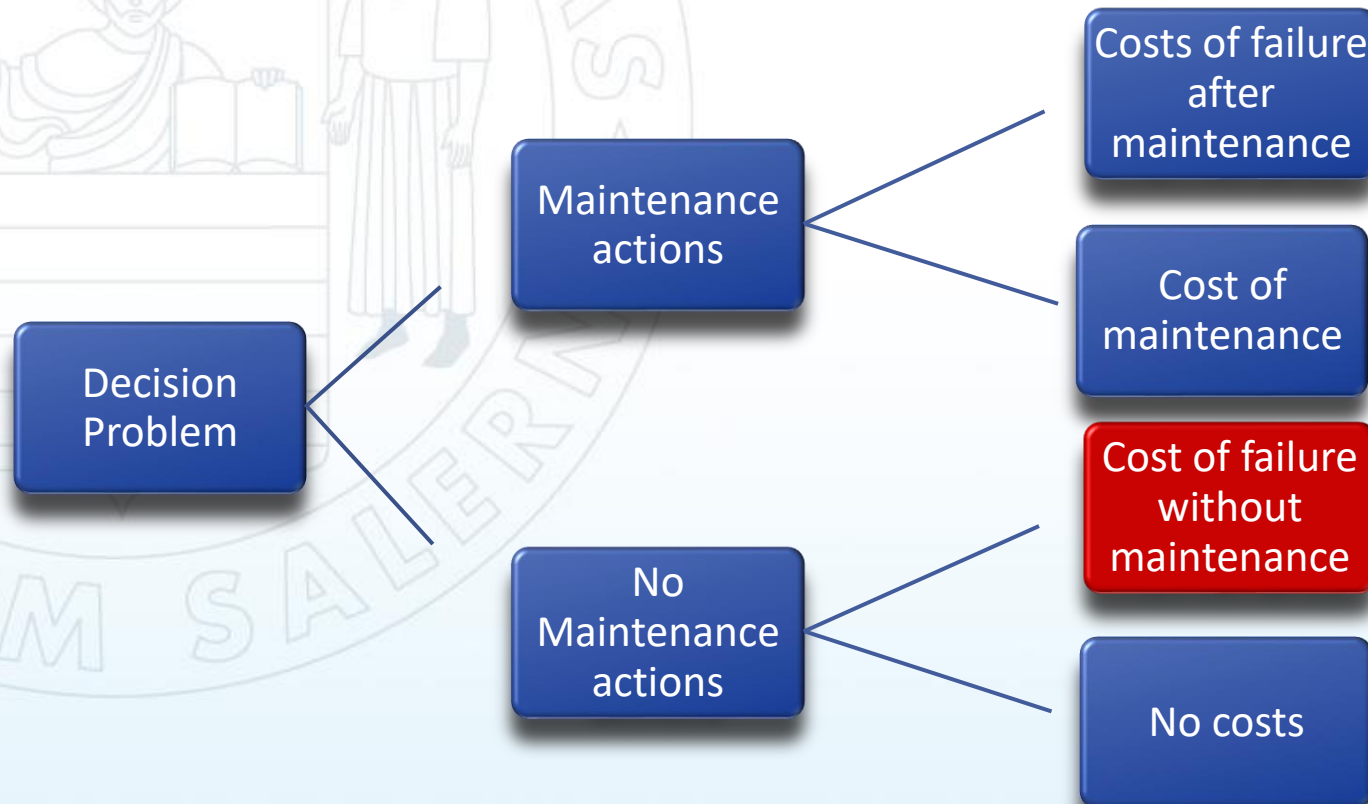 Costs of failure
after
maintenance
Maintenance
actions
Cost of
maintenance
Decision
Problem
Cost of failure
without
maintenance
No
Maintenance
actions
No costs
M SALERN